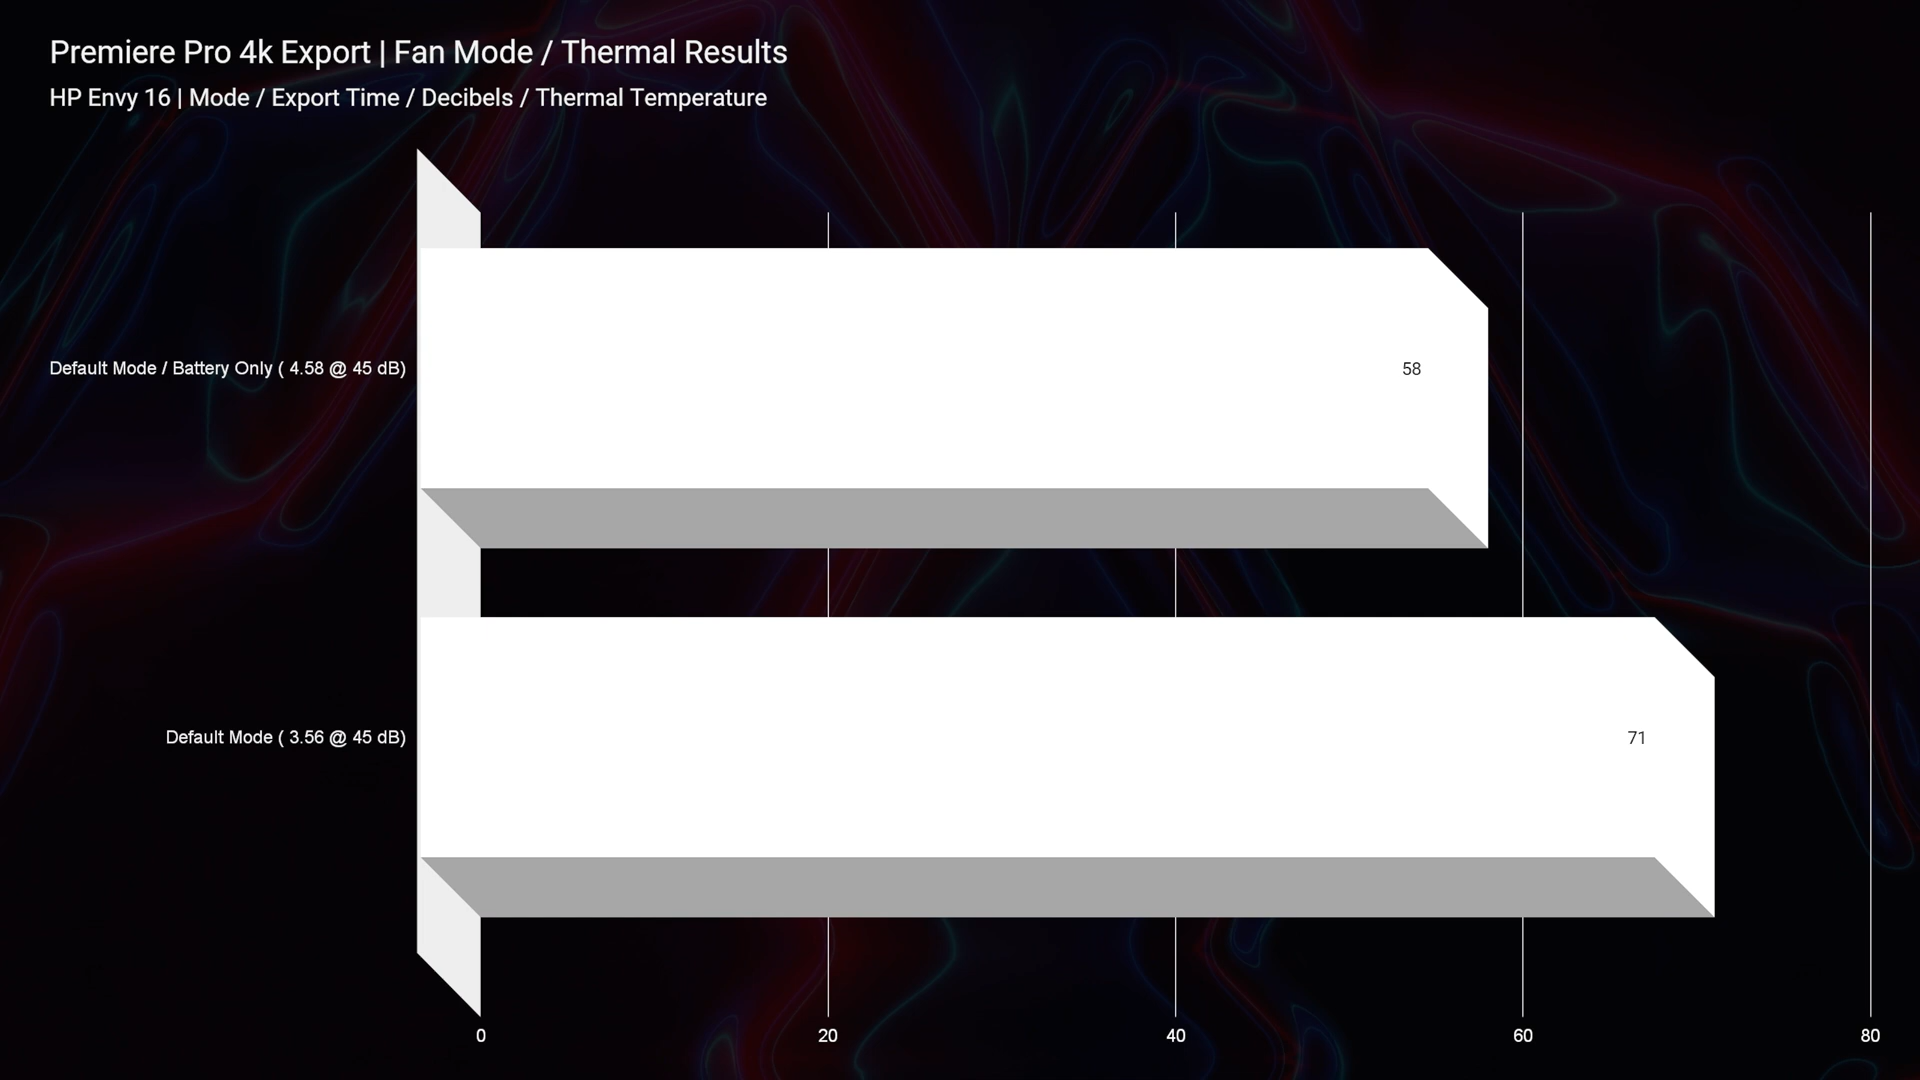 Premiere Pro 4k Export | Fan Mode / Thermal Results
HP Envy 16 | Mode / Export Time / Decibels / Thermal Temperature
Default Mode / Battery Only ( 4.58 @ 45 dB)
58
Default Mode ( 3.56 @ 45 dB)
71
0
20
40
60
80